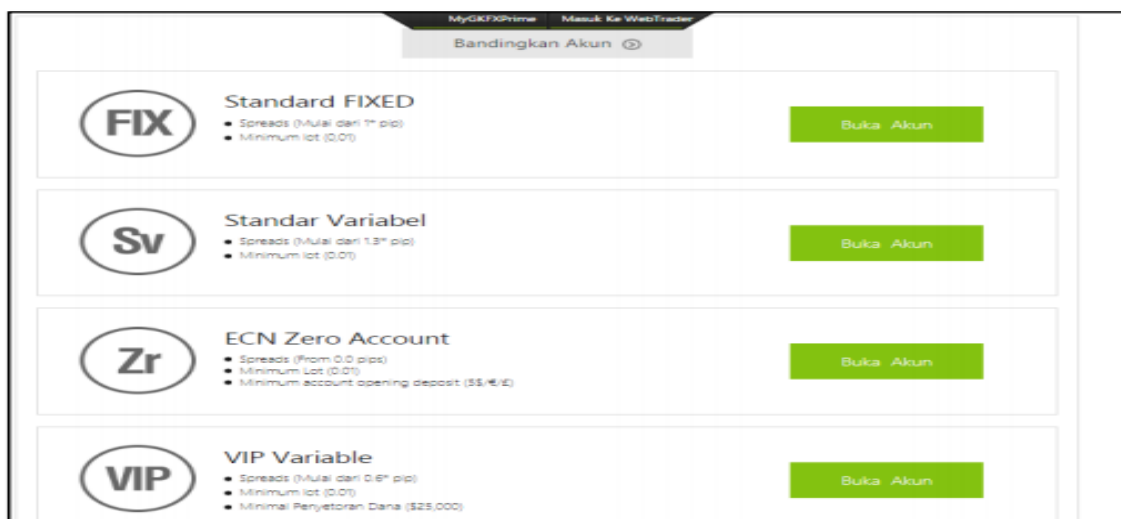 MyGKFXPrime Masuk Ke WebTrader
Bandingkan Akun
FIX
Standard FIXED
Spreads (Mulai dari 1* pip)
Minimum lot (0,01)
Buka Akun
Sv
Standar Variabel
Spreads (Mulai dari 1.3* pip)
Minimum lot (0.01)
Buka Akun
Zr
ECN Zero Account
Spreads (From 0.0 pips)
Minimum Lot (0.01)
Minimum account opening deposit (5$/€/£)
Buka Akun
VIP
VIP Variable
Spreads (Mulai dari 0.6* pip)
Minimum lot (0.01)
Minimal Penyetoran Dana ($25,000)
Buka Akun